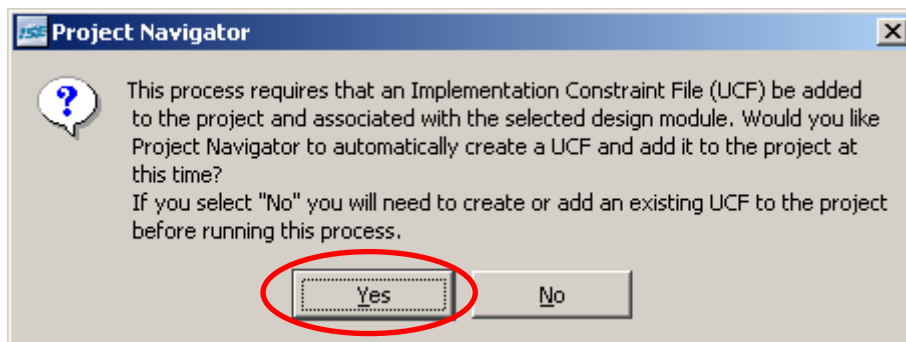 ISE Project Navigator
This process requires that an Implementation Constraint File (UCF) be added
to the project and associated with the selected design module. Would you like
Project Navigator to automatically create a UCF and add it to the project at
this time?
If you select "No" you will need to create or add an existing UCF to the project
before running this process.
Yes No